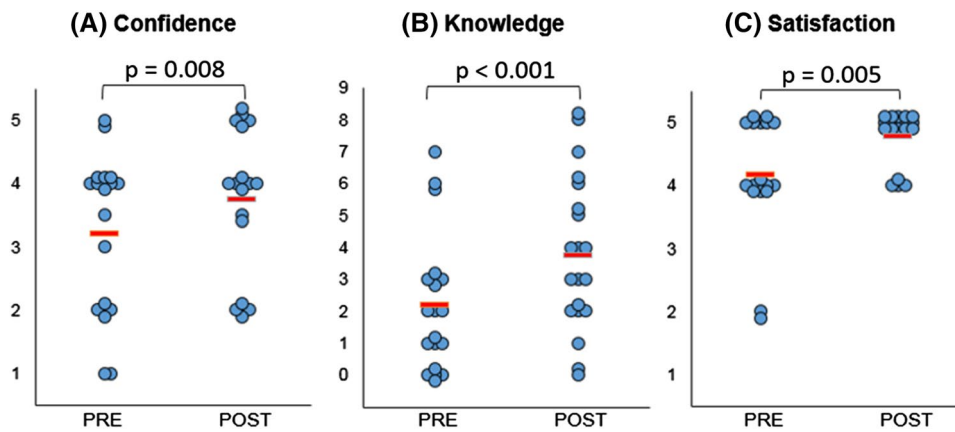 (A) Confidence
p = 0.008
5
4
3
2
1
PRE POST
(B) Knowledge
p < 0.001
9
8
7
6
5
4
3
2
1
0
PRE POST
(C) Satisfaction
p = 0.005
5
4
3
2
1
PRE POST